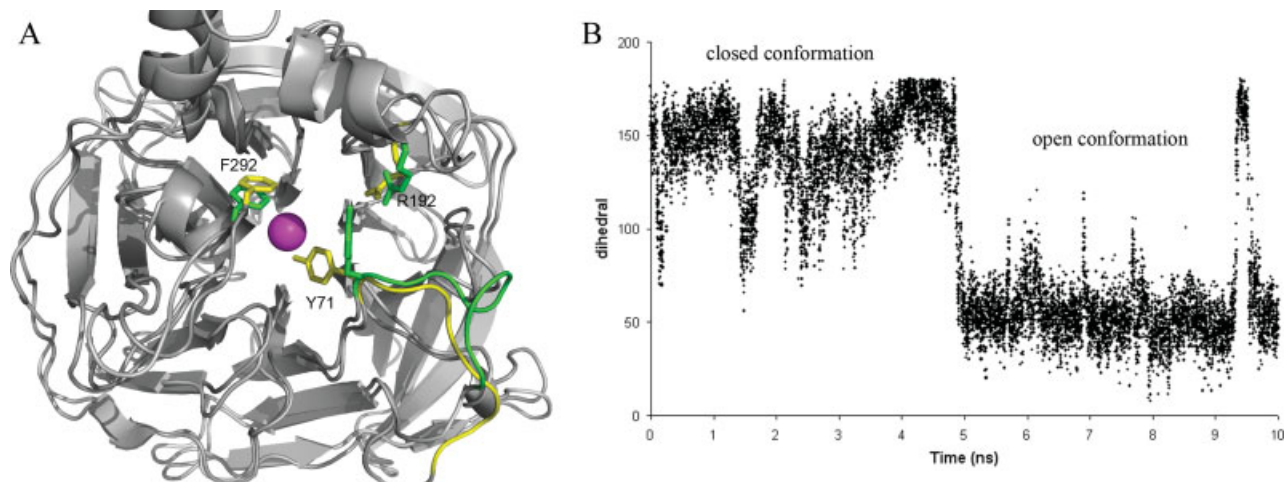 A
F292
R192
Y71
B
closed conformation
open conformation
dihedral
200
150
100
50
0
0 1 2 3 4 5 6 7 8 9 10
Time (ns)